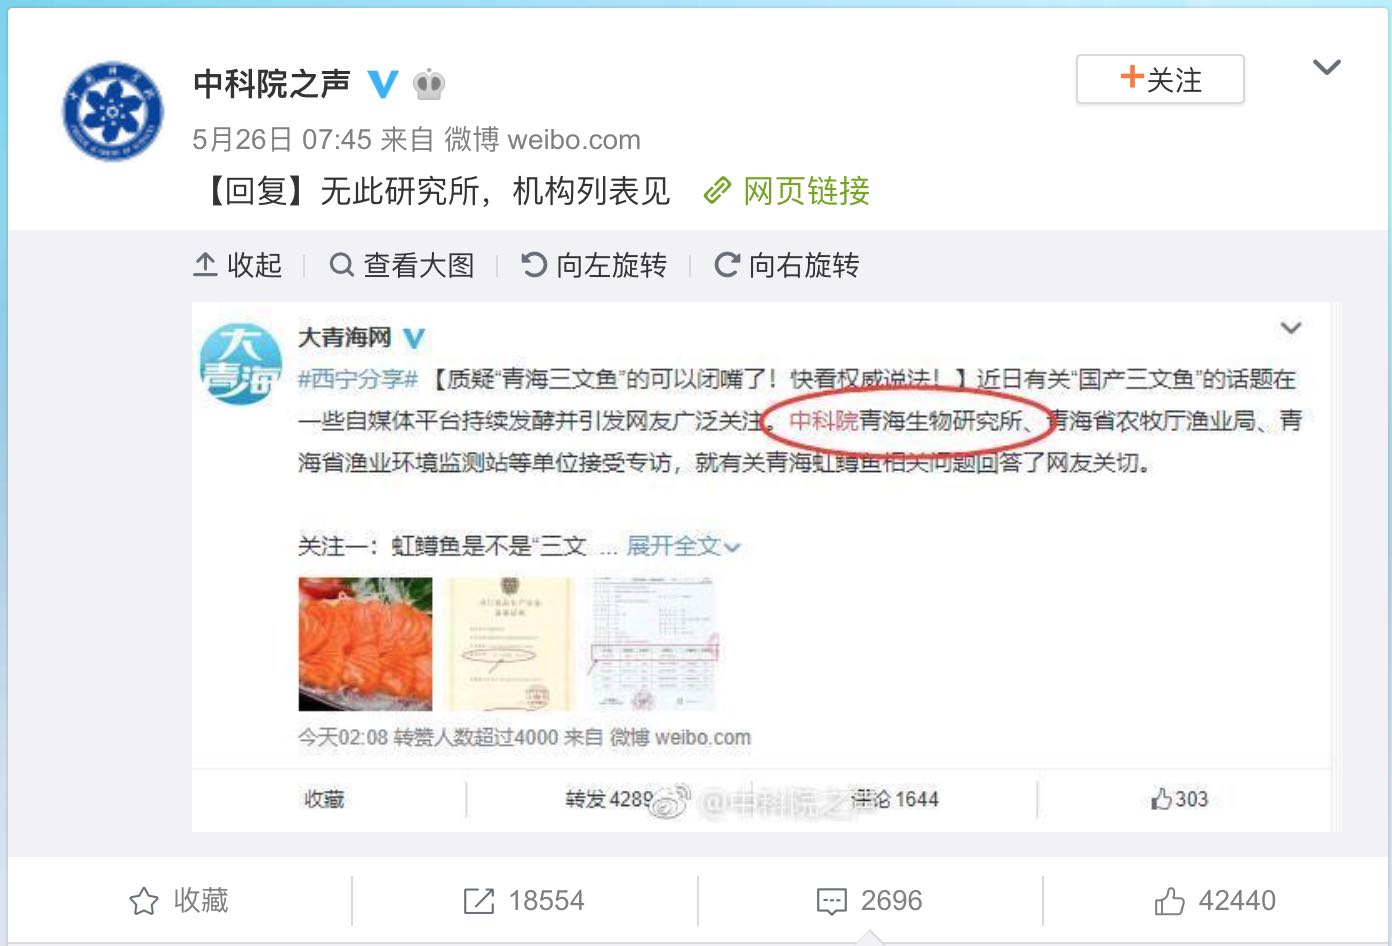 中科院之声
+关注
5月26日 07:45 来自 微博 weibo.com
【回复】无此研究所，机构列表见 网页链接
收起 查看大图 向左旋转 向右旋转
大青海
大青海网
#西宁分享# 【质疑“青海三文鱼”的可以闭嘴了！快看权威说法！】近日有关“国产三文鱼”的话题在
一些自媒体平台持续发酵并引发网友广泛关注。中科院青海生物研究所、青海省农牧厅渔业局、青
海省渔业环境监测站等单位接受专访，就有关青海虹鳟鱼相关问题回答了网友关切。
关注一：虹鳟鱼是不是“三文 ... 展开全文
今天02:08 转赞人数超过4000 来自 微博 weibo.com
收藏 转发 4289 评论 1644 303
@中科院之声
收藏 18554 2696 42440